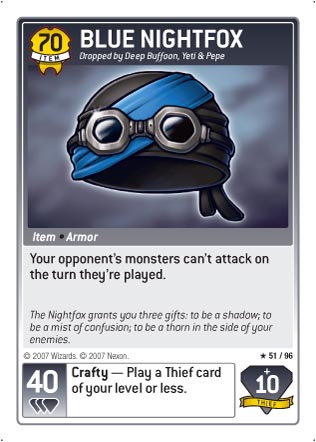 70
ITEM
BLUE NIGHTFOX
Dropped by Deep Buffoon, Yeti & Pepe
Item • Armor
Your opponent's monsters can't attack on
the turn they're played.
The Nightfox grants you three gifts: to be a shadow; to
be a mist of confusion; to be a thorn in the side of your
enemies.
© 2007 Wizards. © 2007 Nexon.
★ 51 / 96
40
Crafty — Play a Thief card
of your level or less.
+
10
THIEF